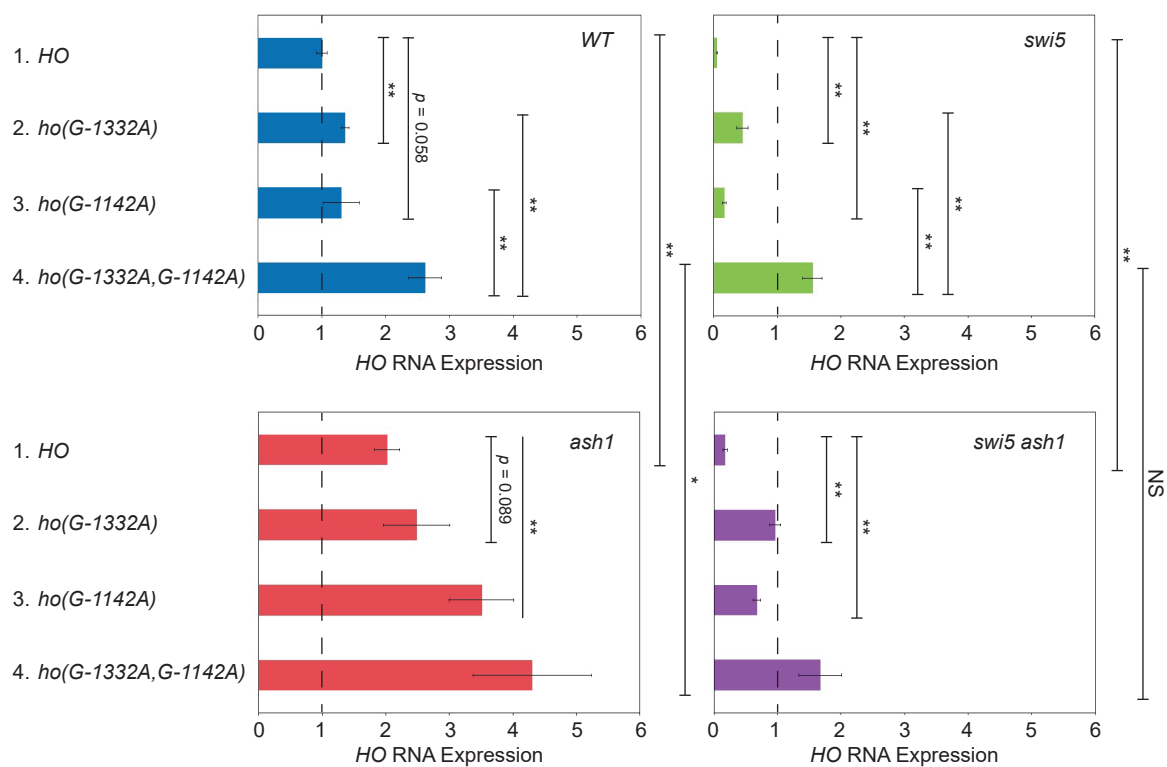 WT
swi5
1. HO
2. ho(G-1332A)
3. ho(G-1142A)
4. ho(G-1332A,G-1142A)
**
p = 0.058
**
**
**
**
**
**
0 1 2 3 4 5 6
HO RNA Expression
0 1 2 3 4 5 6
HO RNA Expression
**
*
**
NS
ash1
swi5 ash1
1. HO
2. ho(G-1332A)
3. ho(G-1142A)
4. ho(G-1332A,G-1142A)
p = 0.089
**
**
**
0 1 2 3 4 5 6
HO RNA Expression
0 1 2 3 4 5 6
HO RNA Expression